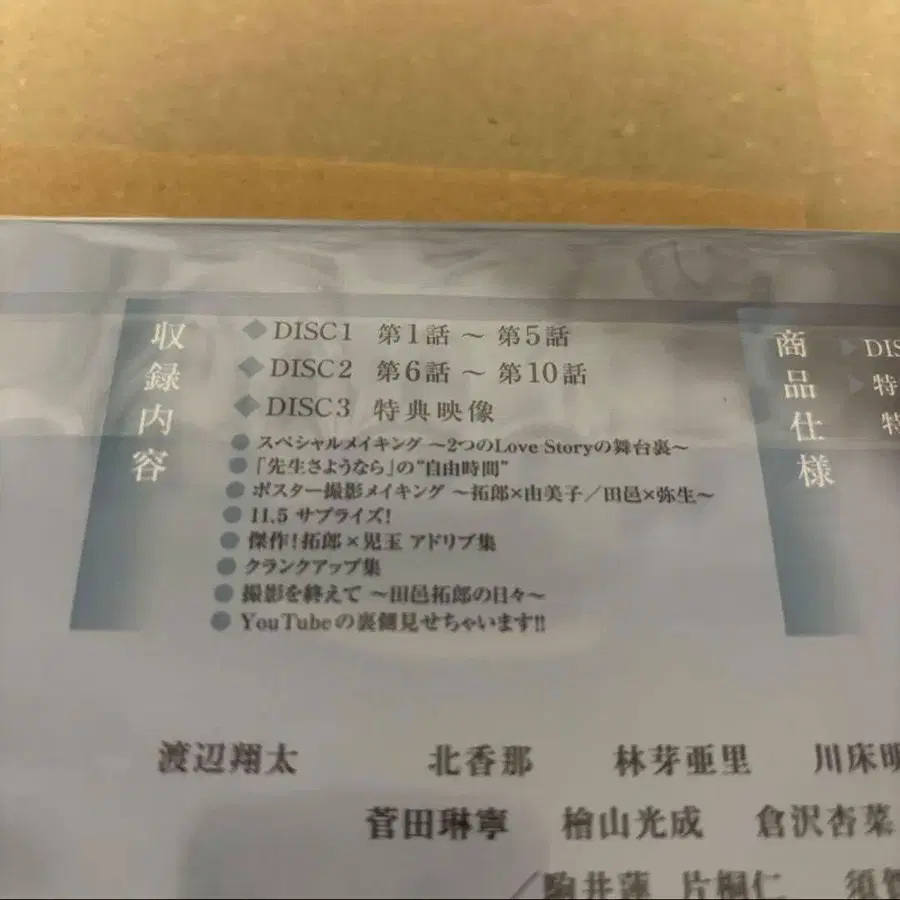 収録内容
◆DISC1 第1話 ～ 第5話
◆DISC2 第6話 ～ 第10話
◆DISC3 特典映像
●スペシャルメイキング ～2つのLove Storyの舞台裏～
●「先生さようなら」の"自由時間"
●ポスター撮影メイキング ～拓郎×由美子／田邑×弥生～
●11.5 サプライズ!
●傑作!拓郎×児玉 アドリブ集
●クランクアップ集
●撮影を終えて ～田邑拓郎の日々～
●YouTubeの裏側見せちゃいます!!
商品仕様
DIS
特
特
渡辺翔太 北香那 林芽亜里 川床明
菅田琳寧 檜山光成 倉沢杏菜
／駒井蓮 片桐仁 須賀